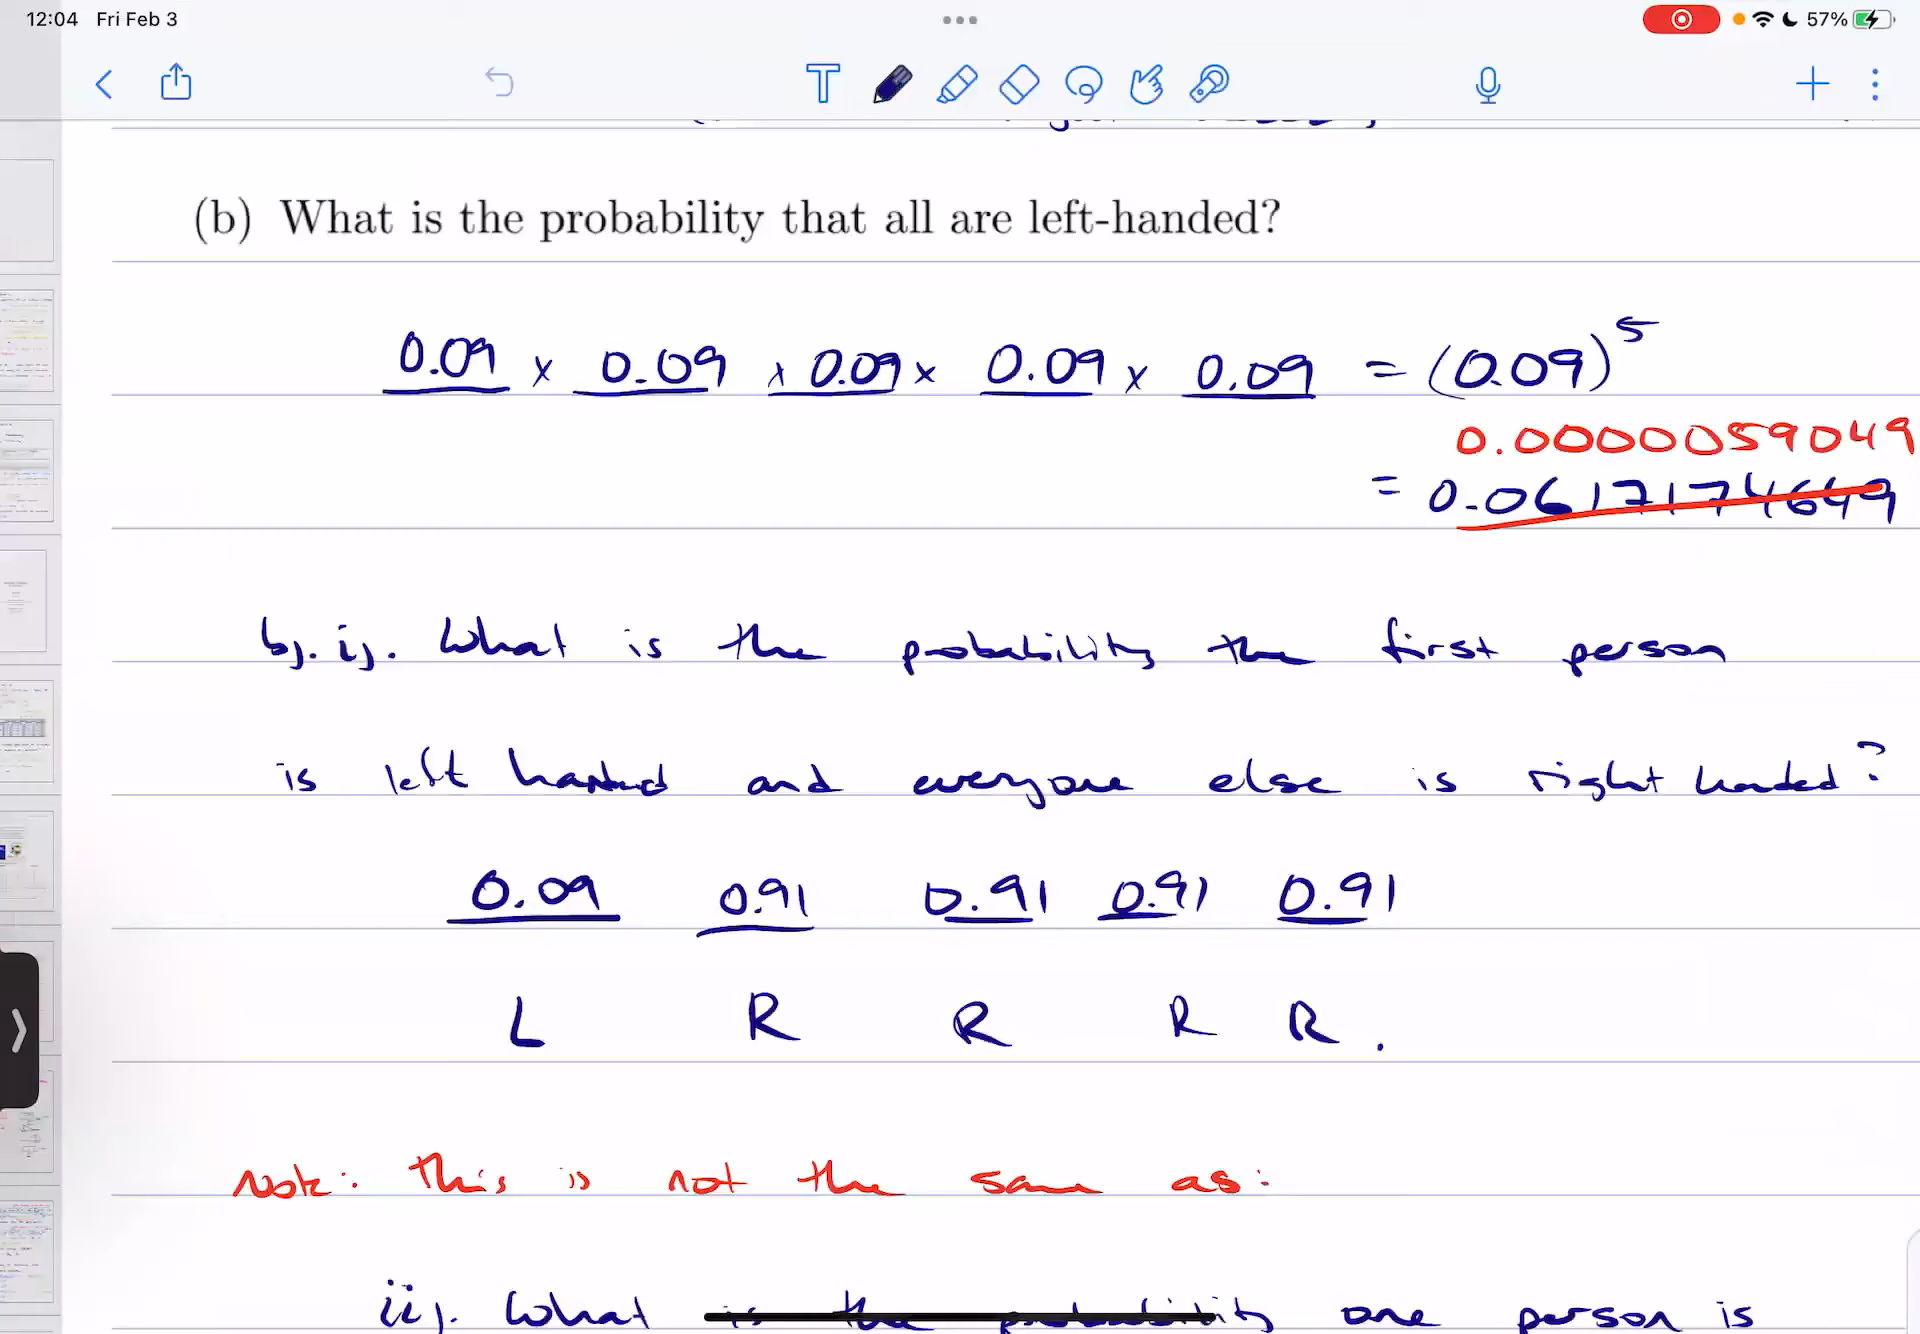 12:04 Fri Feb 3
57%
(b) What is the probability that all are left-handed?
0.09 x 0.09 x 0.09 x 0.09 x 0.09 = (0.09)^5
0.0000059049
= 0.0617174649
b). i). What is the probability the first person
is left handed and everyone else is right handed?
0.09 0.91 0.91 0.91 0.91
L R R R R.
Note: this is not the same as:
ii). What is the probability one person is